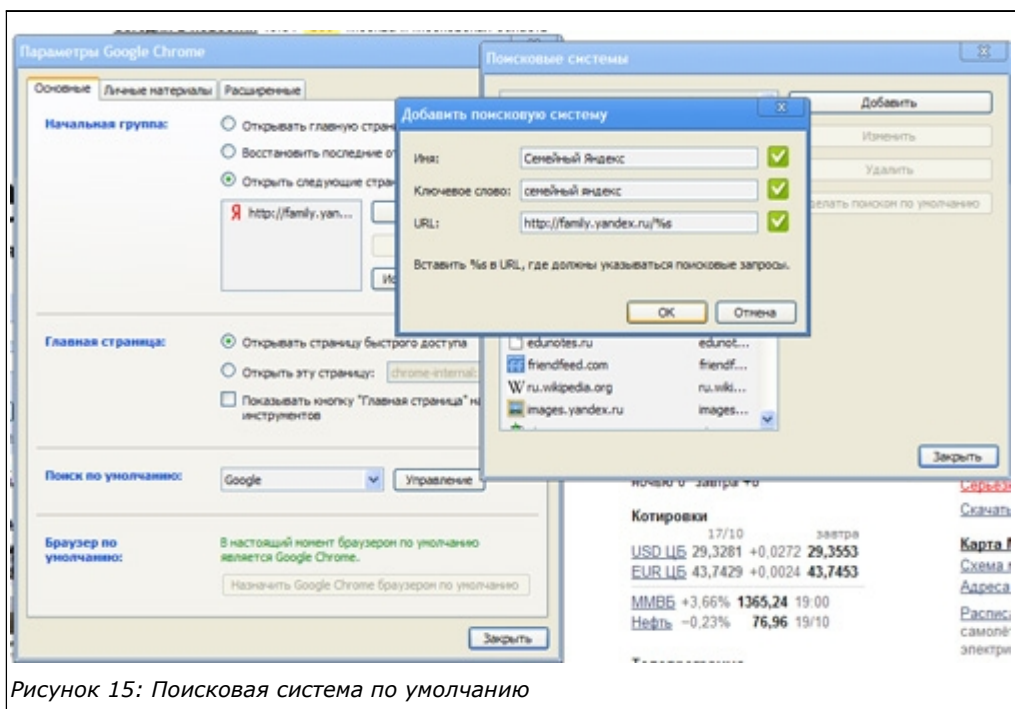 Параметры Google Chrome
Основные Личные материалы Расширенные
Начальная группа:
Открывать главную
Восстановить последние
Открыть следующие
http://family.yan...
Главная страница:
Открывать страницу быстрого доступа
Открыть эту страницу: chrome-internal:
Показывать кнопку "Главная страница"
инструментов
Поиск по умолчанию:
Google
Управление
Браузер по
умолчанию:
В настоящий момент браузером по умолчанию
является Google Chrome.
Назначить Google Chrome браузером по умолчанию
Закрыть
Поисковые системы
Добавить
Изменить
Удалить
делать поиском по умолчанию
edunotes.ru edunot...
friendfeed.com friendf...
ru.wikipedia.org ru.wiki...
images.yandex.ru images...
Закрыть
Добавить поисковую систему
Имя: Семейный Яндекс
Ключевое слово: семейный яндекс
URL: http://family.yandex.ru/%s
Вставить %s в URL, где должны указываться поисковые запросы.
OK Отмена
Котировки
17/10 завтра
USD ЦБ 29,3281 +0,0272 29,3553
EUR ЦБ 43,7429 +0,0024 43,7453
ММВБ +3,66% 1365,24 19:00
Нефть −0,23% 76,96 19/10
Скачать
Карта
Схема
Адреса
Рисунок 15: Поисковая система по умолчанию